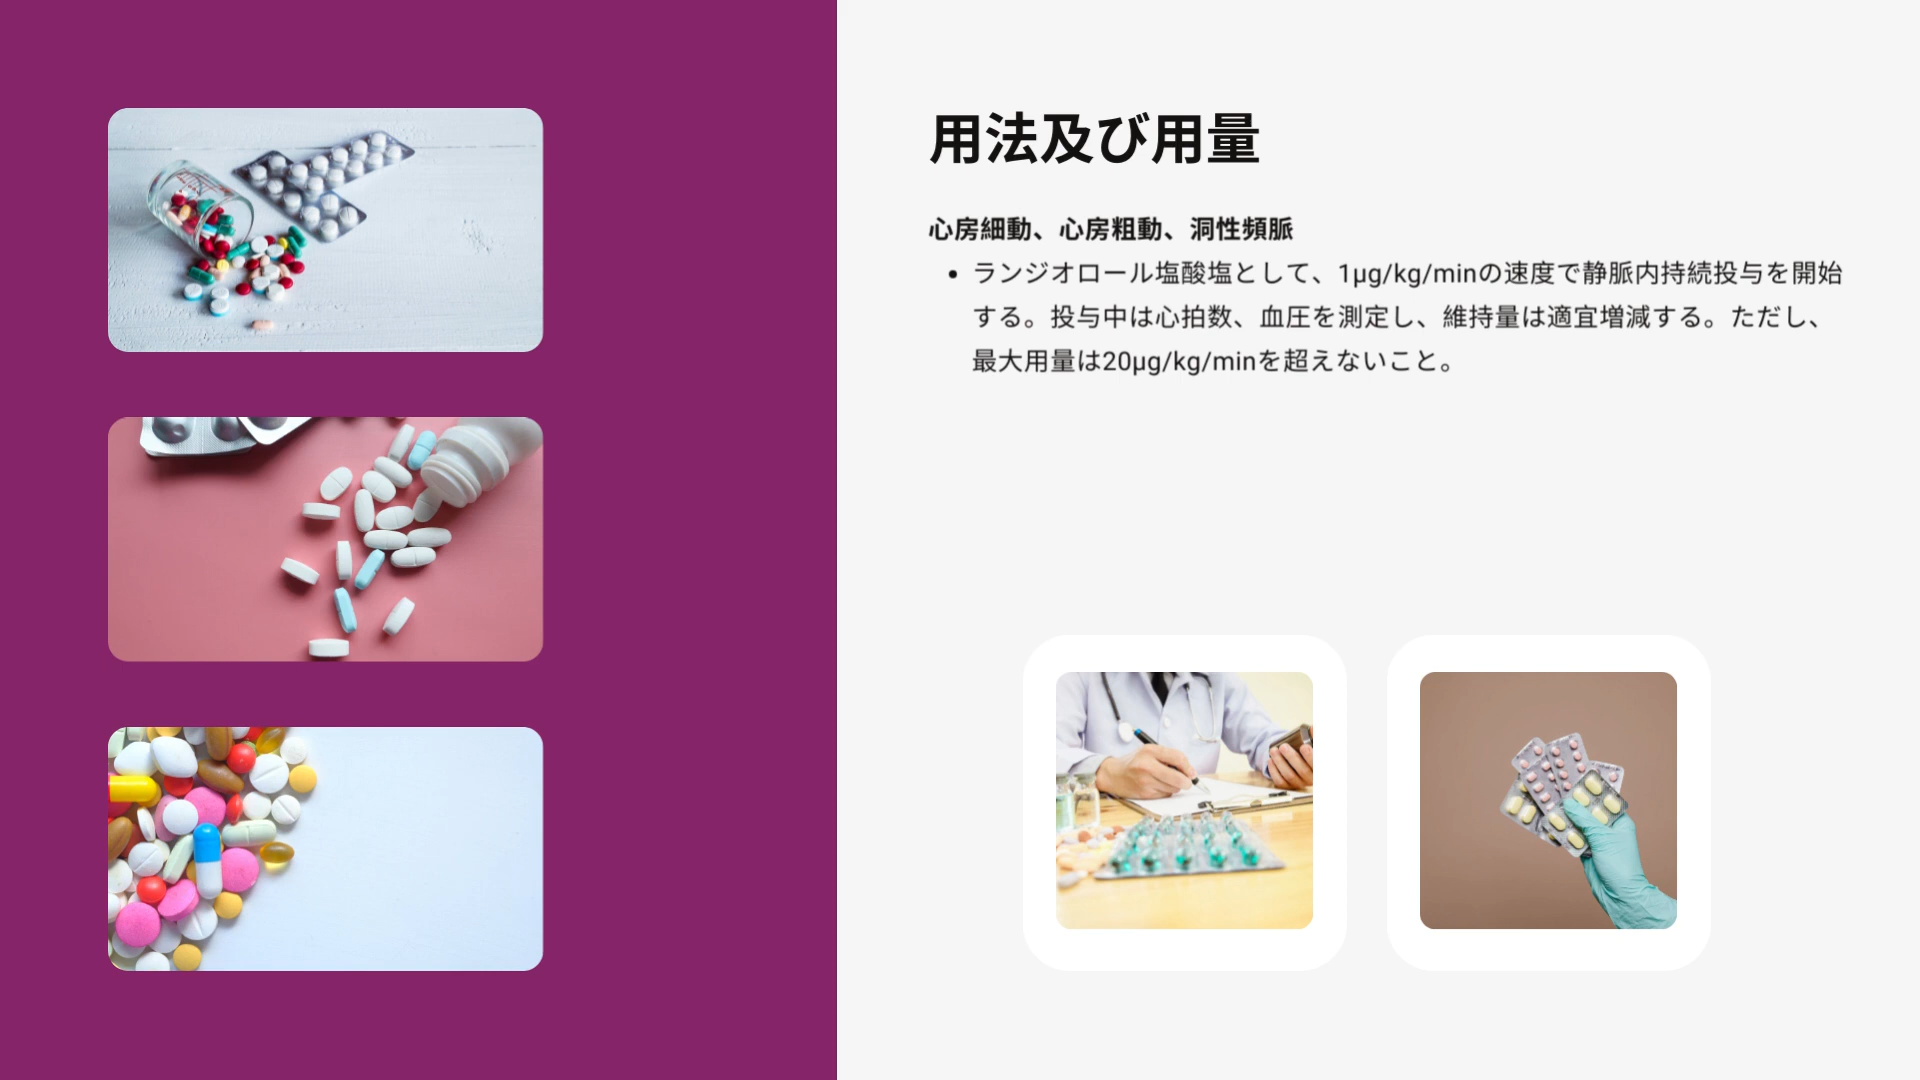 用法及び用量
心房細動、心房粗動、洞性頻脈
• ランジオロール塩酸塩として、1μg/kg/minの速度で静脈内持続投与を開始
する。投与中は心拍数、血圧を測定し、維持量は適宜増減する。ただし、
最大用量は20μg/kg/minを超えないこと。